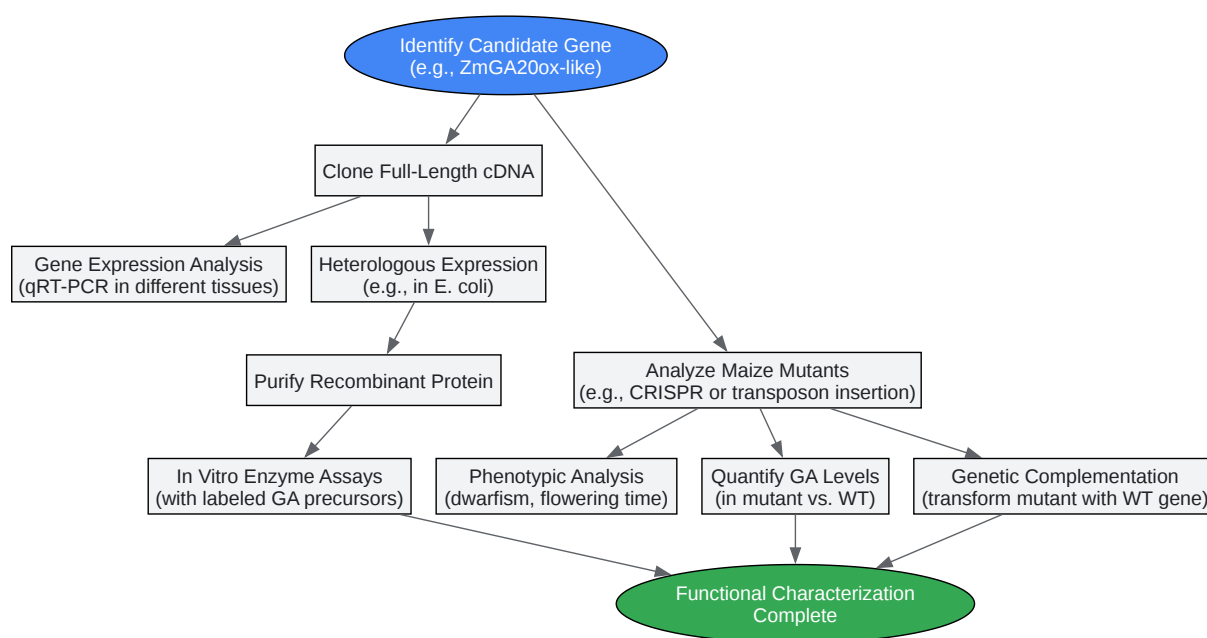 Identify Candidate Gene
(e.g., ZmGA20ox-like)
Clone Full-Length cDNA
Gene Expression Analysis
(qRT-PCR in different tissues)
Heterologous Expression
(e.g., in E. coli)
Purify Recombinant Protein
Analyze Maize Mutants
(e.g., CRISPR or transposon insertion)
In Vitro Enzyme Assays
(with labeled GA precursors)
Phenotypic Analysis
(dwarfism, flowering time)
Quantify GA Levels
(in mutant vs. WT)
Genetic Complementation
(transform mutant with WT gene)
Functional Characterization
Complete